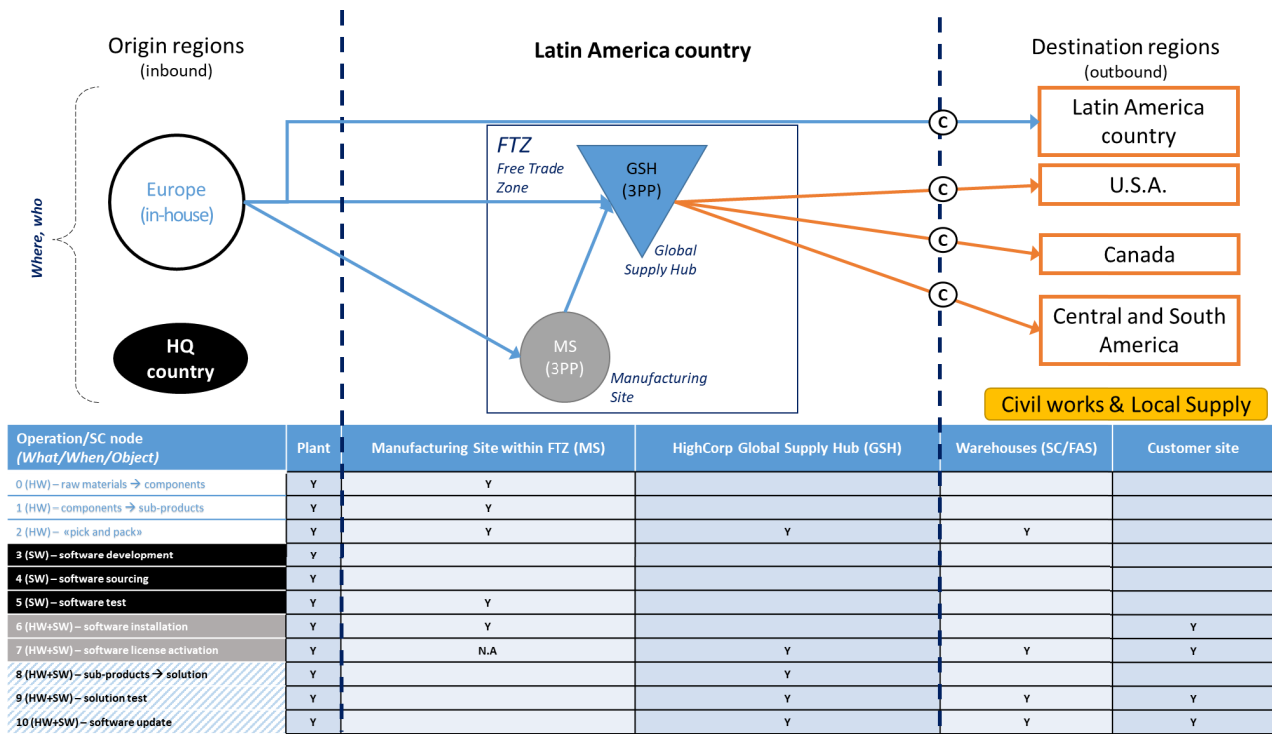 Origin regions
(inbound)
Latin America country
Destination regions
(outbound)
Where, who
Europe
(in-house)
HQ
country
FTZ
Free Trade
Zone
GSH
(3PP)
Global
Supply Hub
MS
(3PP)
Manufacturing
Site
C
C
C
C
Latin America
country
U.S.A.
Canada
Central and South
America
Civil works & Local Supply
Operation/SC node
(What/When/Object)
Plant
Manufacturing Site within FTZ (MS)
HighCorp Global Supply Hub (GSH)
Warehouses (SC/FAS)
Customer site
0 (HW) – raw materials → components Y Y
1 (HW) – components → sub-products Y Y
2 (HW) – «pick and pack» Y Y Y Y
3 (SW) – software development Y
4 (SW) – software sourcing Y
5 (SW) – software test Y Y
6 (HW+SW) – software installation Y Y Y
7 (HW+SW) – software license activation Y N.A Y Y Y
8 (HW+SW) – sub-products → solution Y Y
9 (HW+SW) – solution test Y Y Y Y
10 (HW+SW) – software update Y Y Y Y